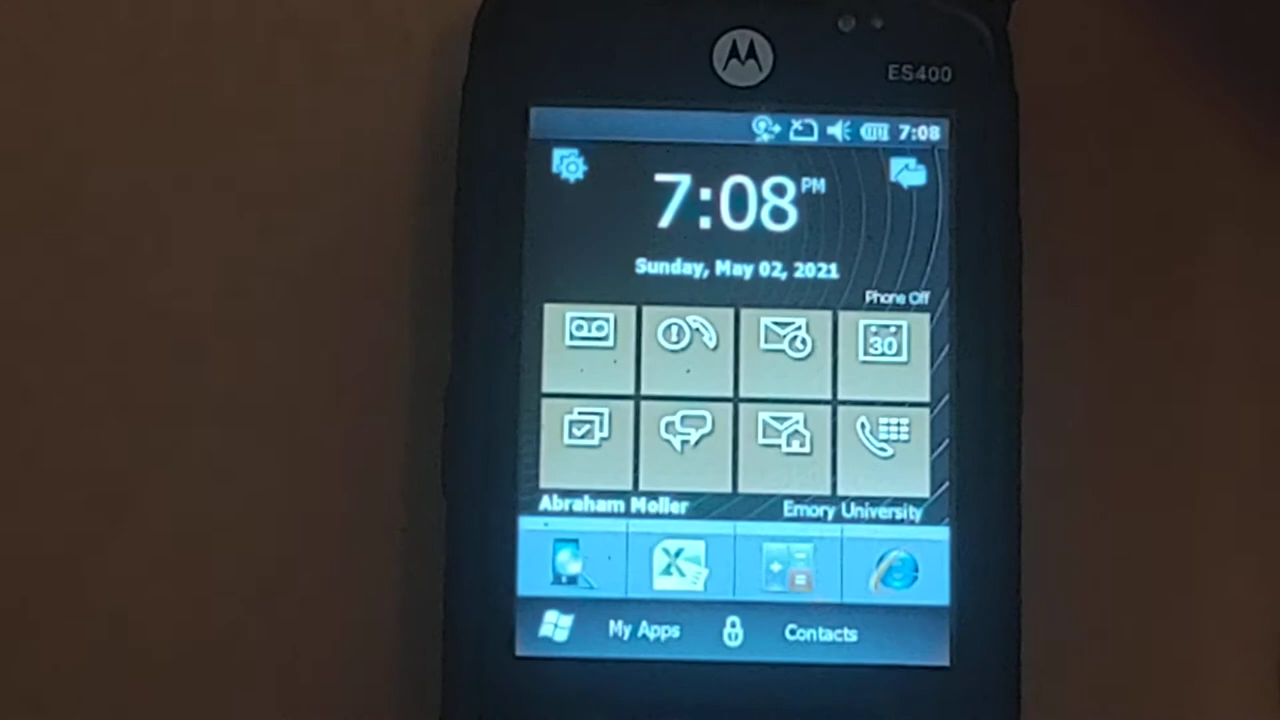 ES400
7:08
7:08 PM
Sunday, May 02, 2021
Phone Off
30
Abraham Moller
Emory University
My Apps
Contacts